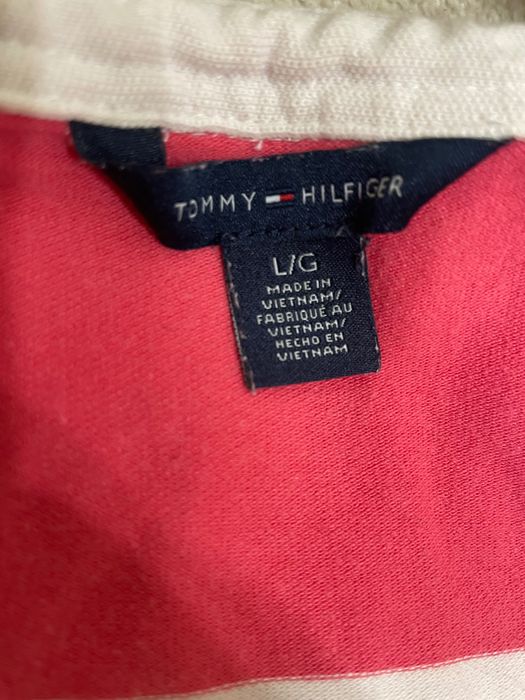 TOMMY HILFIGER
L/G
MADE IN
VIETNAM/
FABRIQUÉ AU
VIETNAM/
HECHO EN
VIETNAM